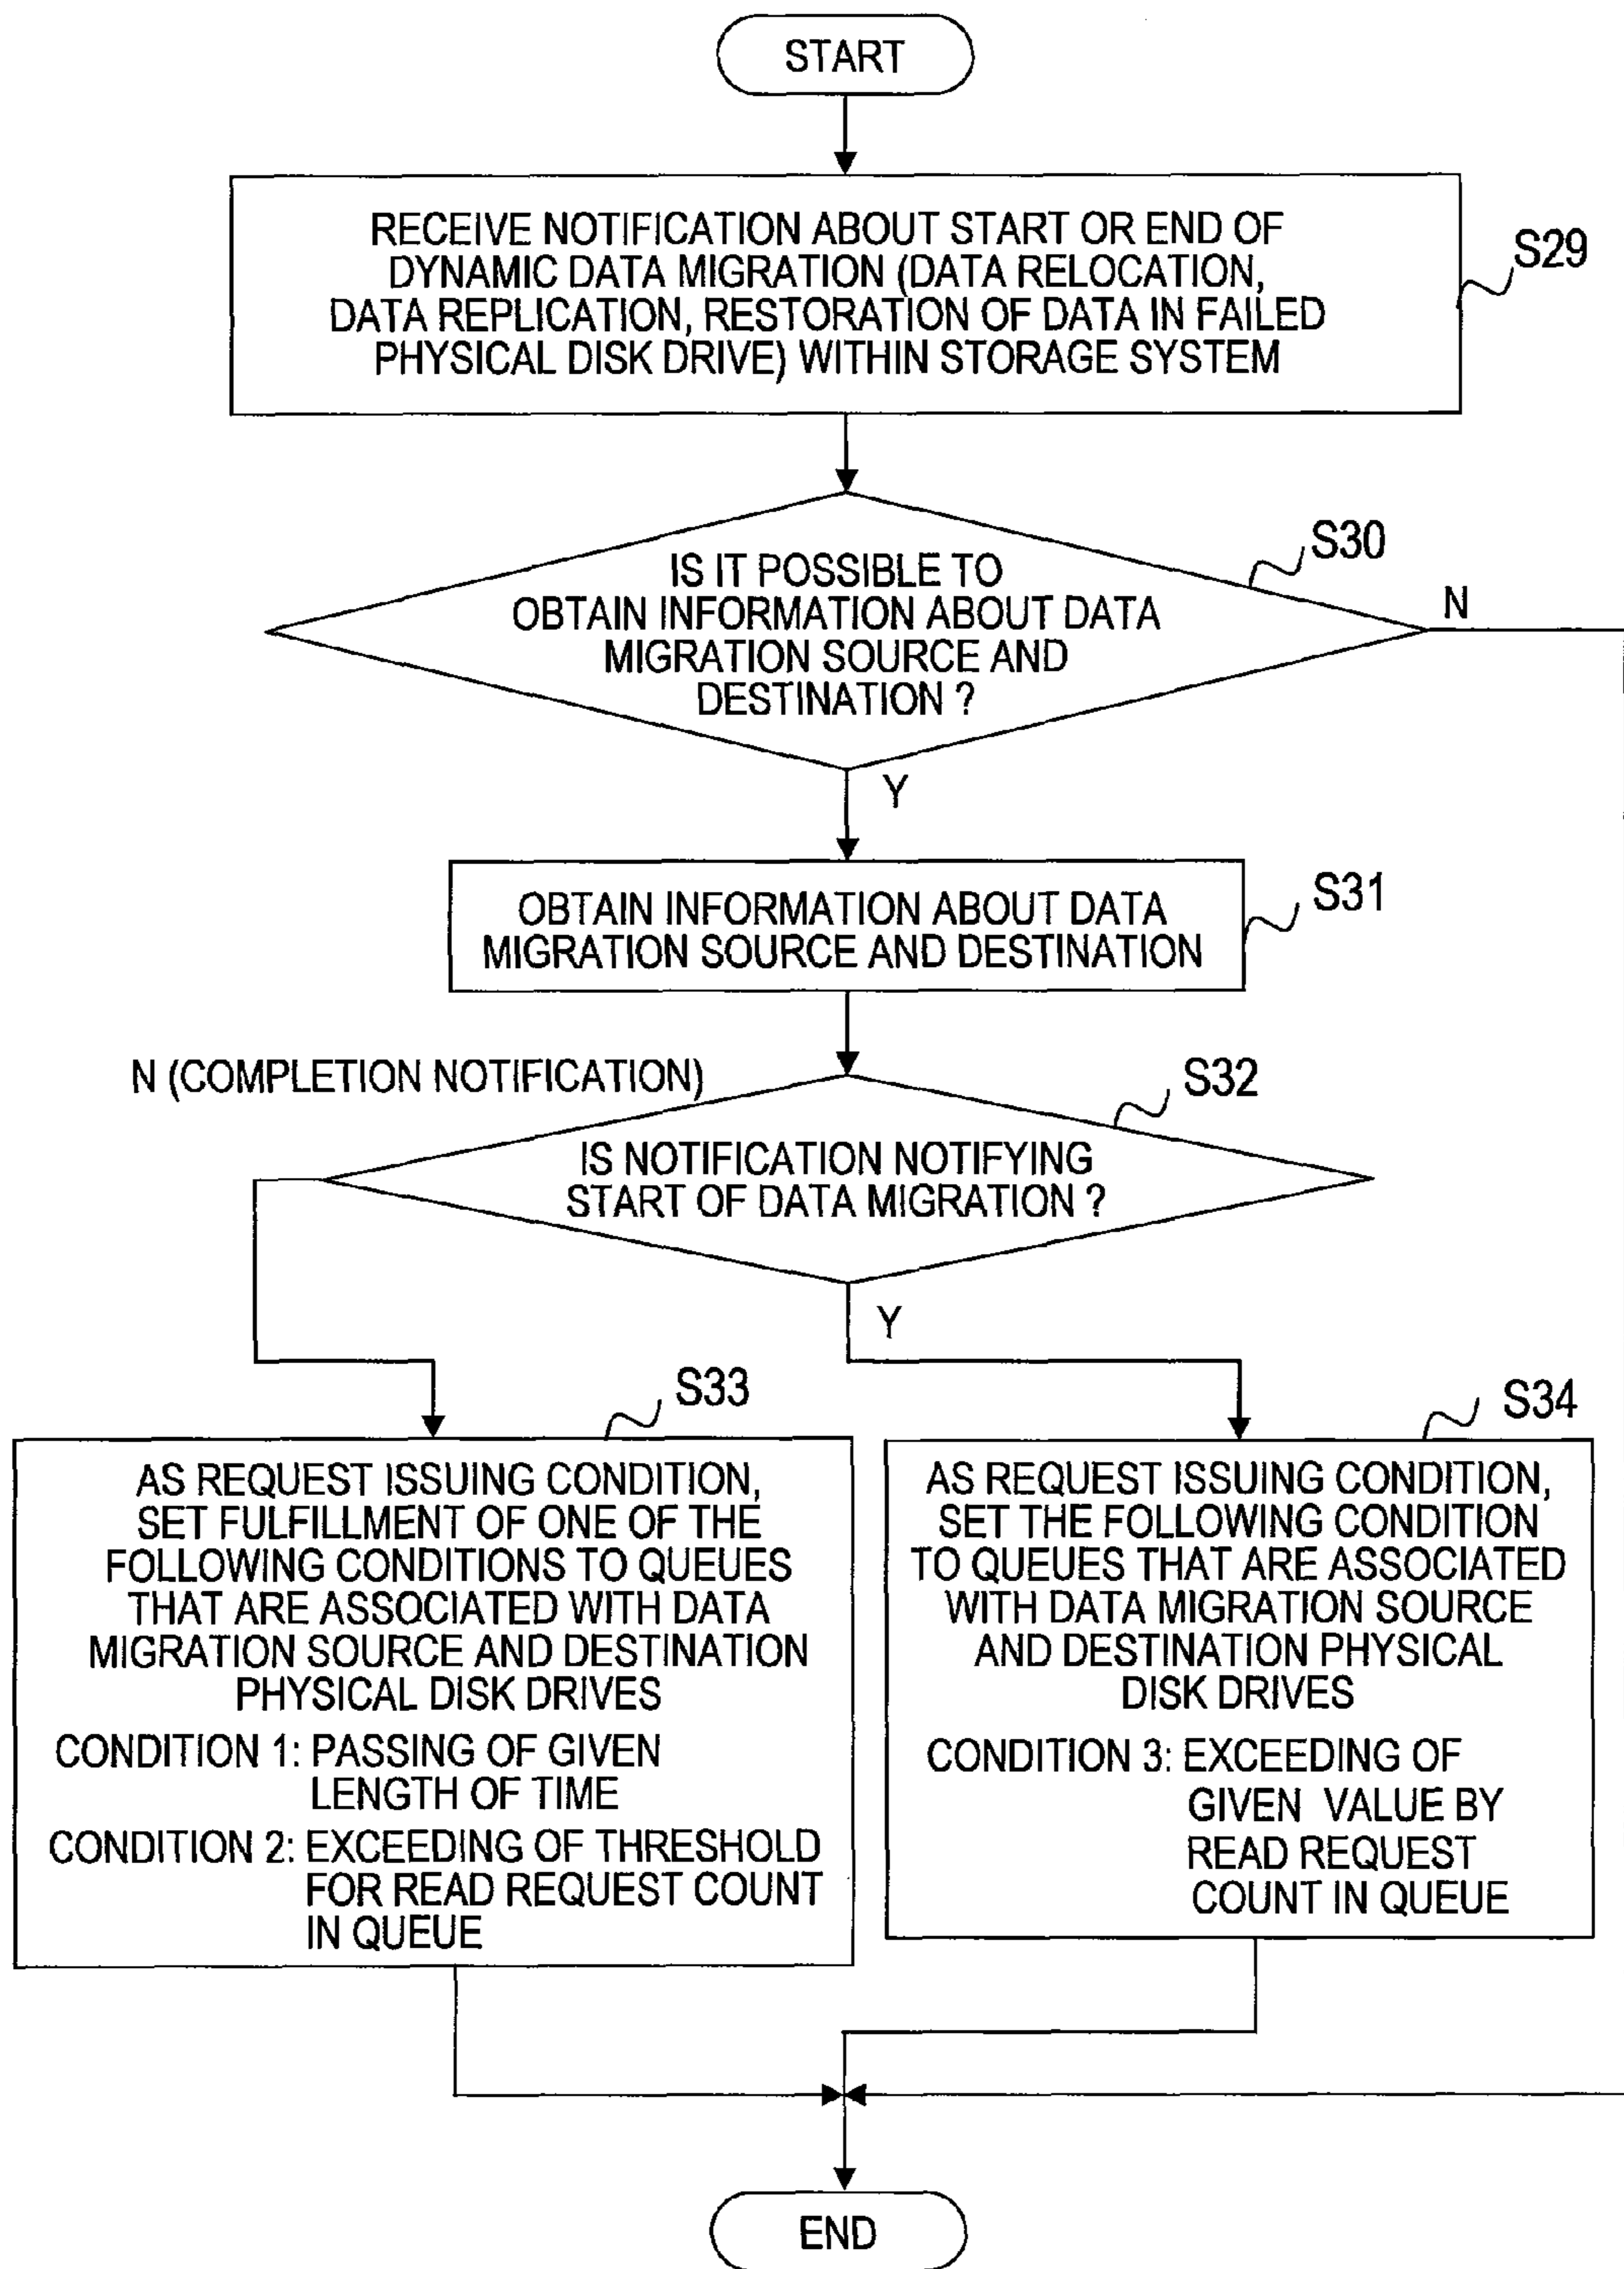 START
RECEIVE NOTIFICATION ABOUT START OR END OF
DYNAMIC DATA MIGRATION (DATA RELOCATION,
DATA REPLICATION, RESTORATION OF DATA IN FAILED
PHYSICAL DISK DRIVE) WITHIN STORAGE SYSTEM
S29
IS IT POSSIBLE TO
OBTAIN INFORMATION ABOUT DATA
MIGRATION SOURCE AND
DESTINATION ?
S30
N
Y
OBTAIN INFORMATION ABOUT DATA
MIGRATION SOURCE AND DESTINATION
S31
N (COMPLETION NOTIFICATION)
S32
IS NOTIFICATION NOTIFYING
START OF DATA MIGRATION ?
Y
S33
AS REQUEST ISSUING CONDITION,
SET FULFILLMENT OF ONE OF THE
FOLLOWING CONDITIONS TO QUEUES
THAT ARE ASSOCIATED WITH DATA
MIGRATION SOURCE AND DESTINATION
PHYSICAL DISK DRIVES
CONDITION 1: PASSING OF GIVEN
LENGTH OF TIME
CONDITION 2: EXCEEDING OF THRESHOLD
FOR READ REQUEST COUNT
IN QUEUE
S34
AS REQUEST ISSUING CONDITION,
SET THE FOLLOWING CONDITION
TO QUEUES THAT ARE ASSOCIATED
WITH DATA MIGRATION SOURCE
AND DESTINATION PHYSICAL
DISK DRIVES
CONDITION 3: EXCEEDING OF
GIVEN VALUE BY
READ REQUEST
COUNT IN QUEUE
END